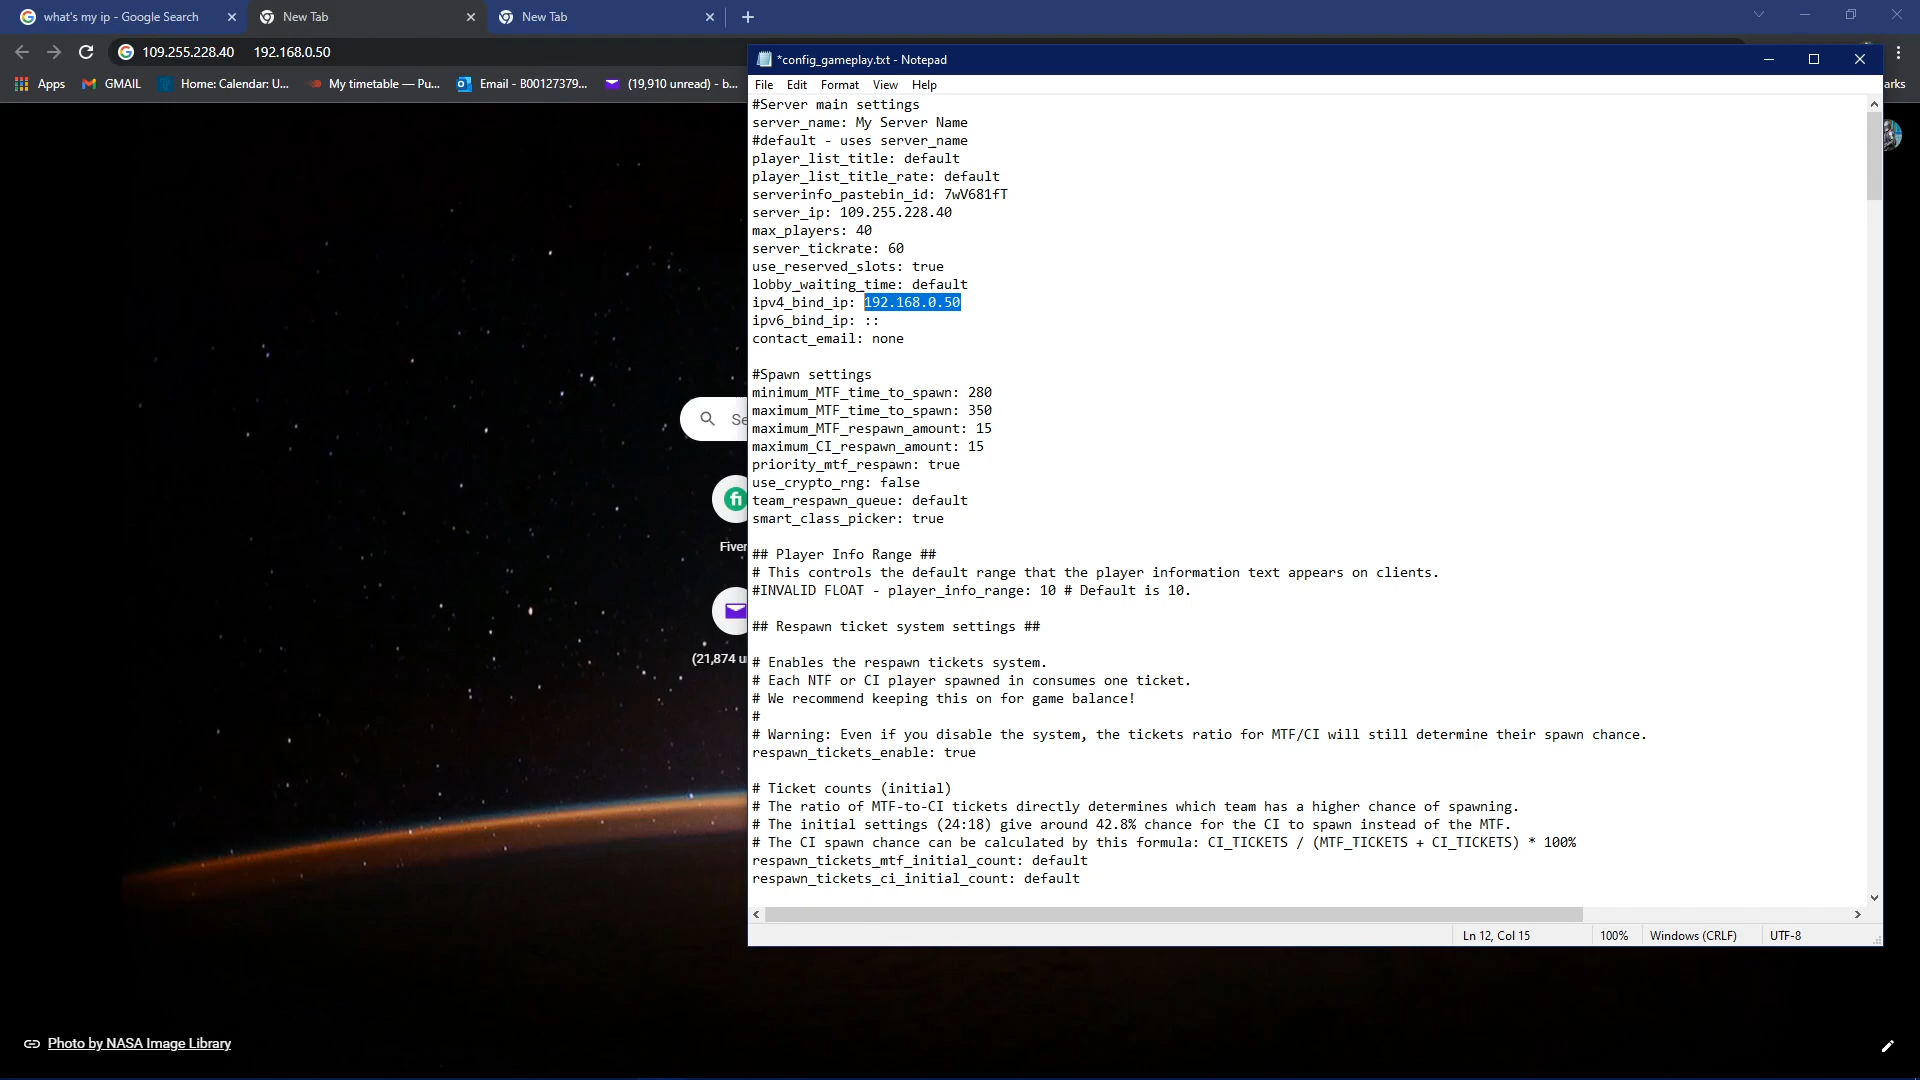 what's my ip - Google Search
New Tab
New Tab
109.255.228.40 192.168.0.50
Apps
GMAIL
Home: Calendar: U...
My timetable — Pu...
Email - B00127379...
(19,910 unread) - b...
arks
*config_gameplay.txt - Notepad
File Edit Format View Help
#Server main settings
server_name: My Server Name
#default - uses server_name
player_list_title: default
player_list_title_rate: default
serverinfo_pastebin_id: 7wV681fT
server_ip: 109.255.228.40
max_players: 40
server_tickrate: 60
use_reserved_slots: true
lobby_waiting_time: default
ipv4_bind_ip: 192.168.0.50
ipv6_bind_ip: ::
contact_email: none
#Spawn settings
minimum_MTF_time_to_spawn: 280
maximum_MTF_time_to_spawn: 350
maximum_MTF_respawn_amount: 15
maximum_CI_respawn_amount: 15
priority_mtf_respawn: true
use_crypto_rng: false
team_respawn_queue: default
smart_class_picker: true
## Player Info Range ##
# This controls the default range that the player information text appears on clients.
#INVALID FLOAT - player_info_range: 10 # Default is 10.
## Respawn ticket system settings ##
# Enables the respawn tickets system.
# Each NTF or CI player spawned in consumes one ticket.
# We recommend keeping this on for game balance!
#
# Warning: Even if you disable the system, the tickets ratio for MTF/CI will still determine their spawn chance.
respawn_tickets_enable: true
# Ticket counts (initial)
# The ratio of MTF-to-CI tickets directly determines which team has a higher chance of spawning.
# The initial settings (24:18) give around 42.8% chance for the CI to spawn instead of the MTF.
# The CI spawn chance can be calculated by this formula: CI_TICKETS / (MTF_TICKETS + CI_TICKETS) * 100%
respawn_tickets_mtf_initial_count: default
respawn_tickets_ci_initial_count: default
Ln 12, Col 15
100%
Windows (CRLF)
UTF-8
Se
fi
Fiver
(21,874 u
Photo by NASA Image Library